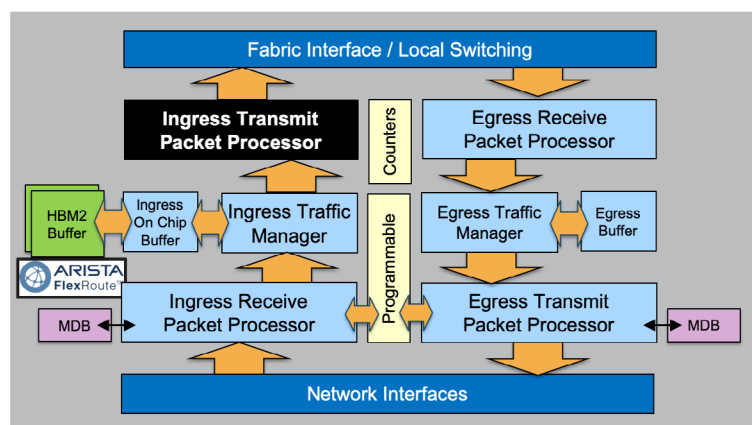 Fabric Interface / Local Switching
Ingress Transmit
Packet Processor
Counters
Egress Receive
Packet Processor
HBM2
Buffer
Ingress
On Chip
Buffer
Ingress Traffic
Manager
Programmable
Egress Traffic
Manager
Egress
Buffer
ARISTA
FlexRoute™
MDB
Ingress Receive
Packet Processor
Egress Transmit
Packet Processor
MDB
Network Interfaces